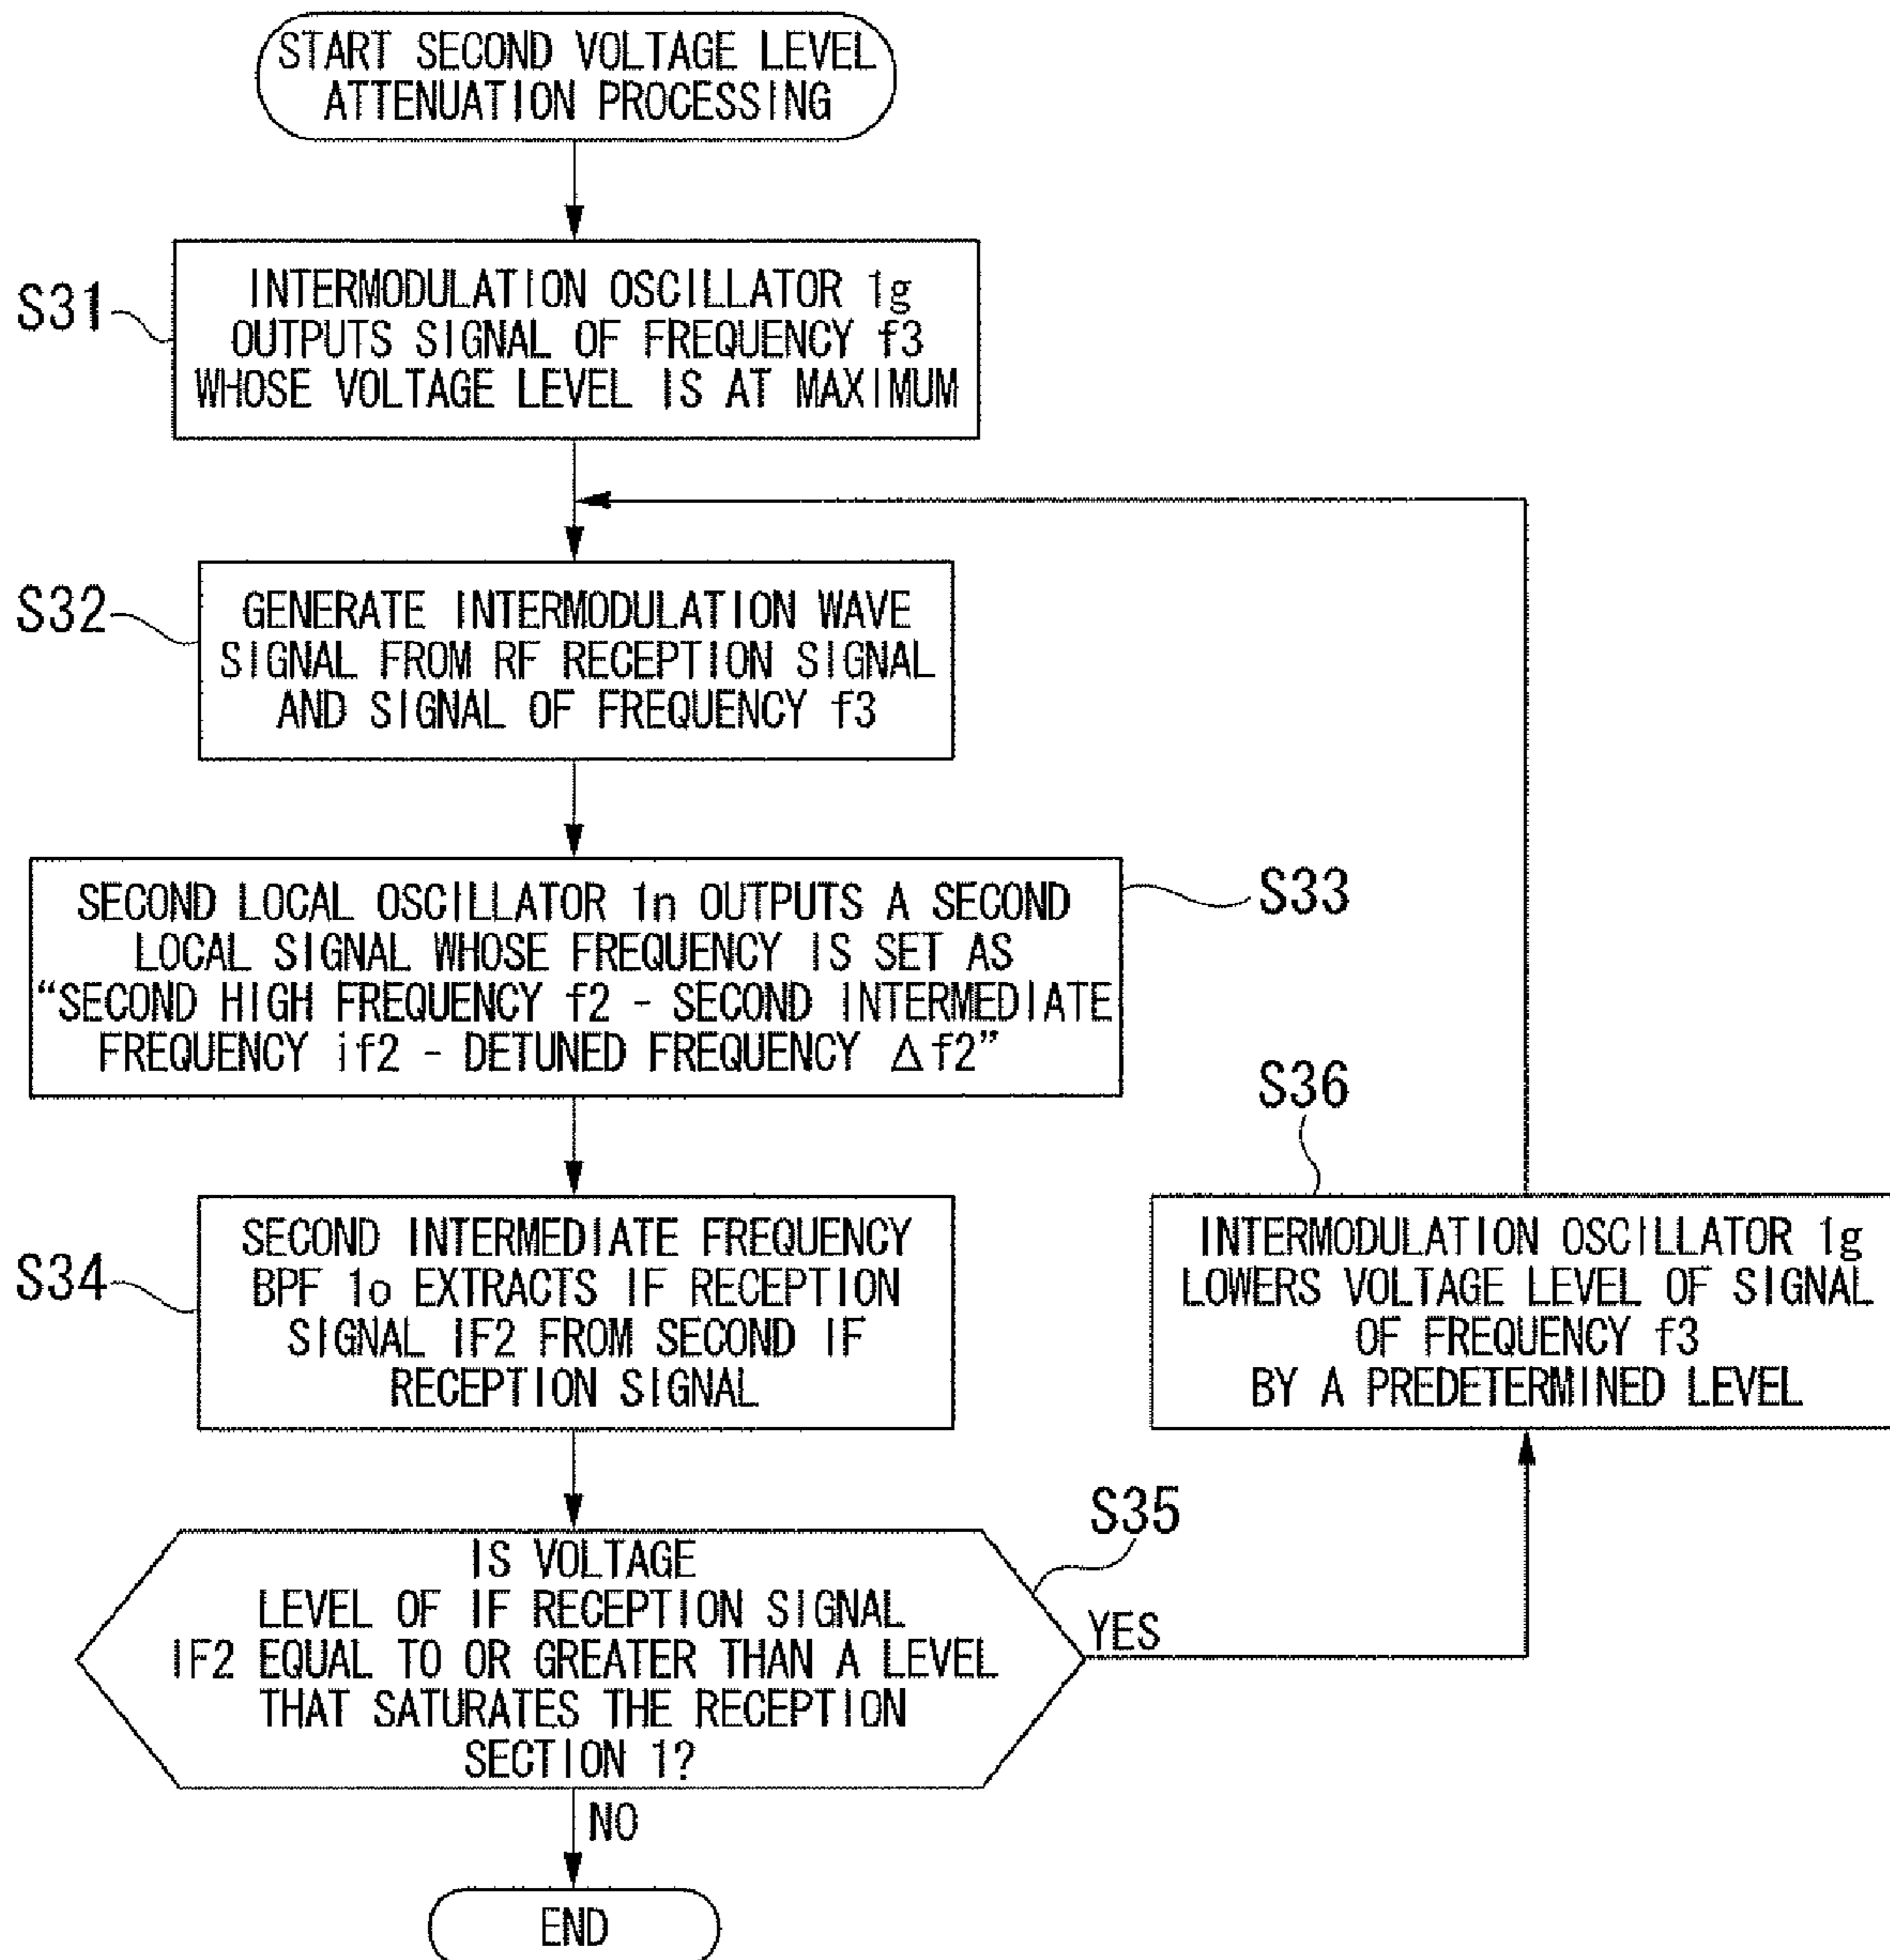 START SECOND VOLTAGE LEVEL
ATTENUATION PROCESSING
S31
INTERMODULATION OSCILLATOR 1g
OUTPUTS SIGNAL OF FREQUENCY f3
WHOSE VOLTAGE LEVEL IS AT MAXIMUM
S32
GENERATE INTERMODULATION WAVE
SIGNAL FROM RF RECEPTION SIGNAL
AND SIGNAL OF FREQUENCY f3
S33
SECOND LOCAL OSCILLATOR 1n OUTPUTS A SECOND
LOCAL SIGNAL WHOSE FREQUENCY IS SET AS
“SECOND HIGH FREQUENCY f2 - SECOND INTERMEDIATE
FREQUENCY if2 - DETUNED FREQUENCY Δf2”
S34
SECOND INTERMEDIATE FREQUENCY
BPF 1o EXTRACTS IF RECEPTION
SIGNAL IF2 FROM SECOND IF
RECEPTION SIGNAL
S35
IS VOLTAGE
LEVEL OF IF RECEPTION SIGNAL
IF2 EQUAL TO OR GREATER THAN A LEVEL
THAT SATURATES THE RECEPTION
SECTION 1?
YES
S36
INTERMODULATION OSCILLATOR 1g
LOWERS VOLTAGE LEVEL OF SIGNAL
OF FREQUENCY f3
BY A PREDETERMINED LEVEL
NO
END